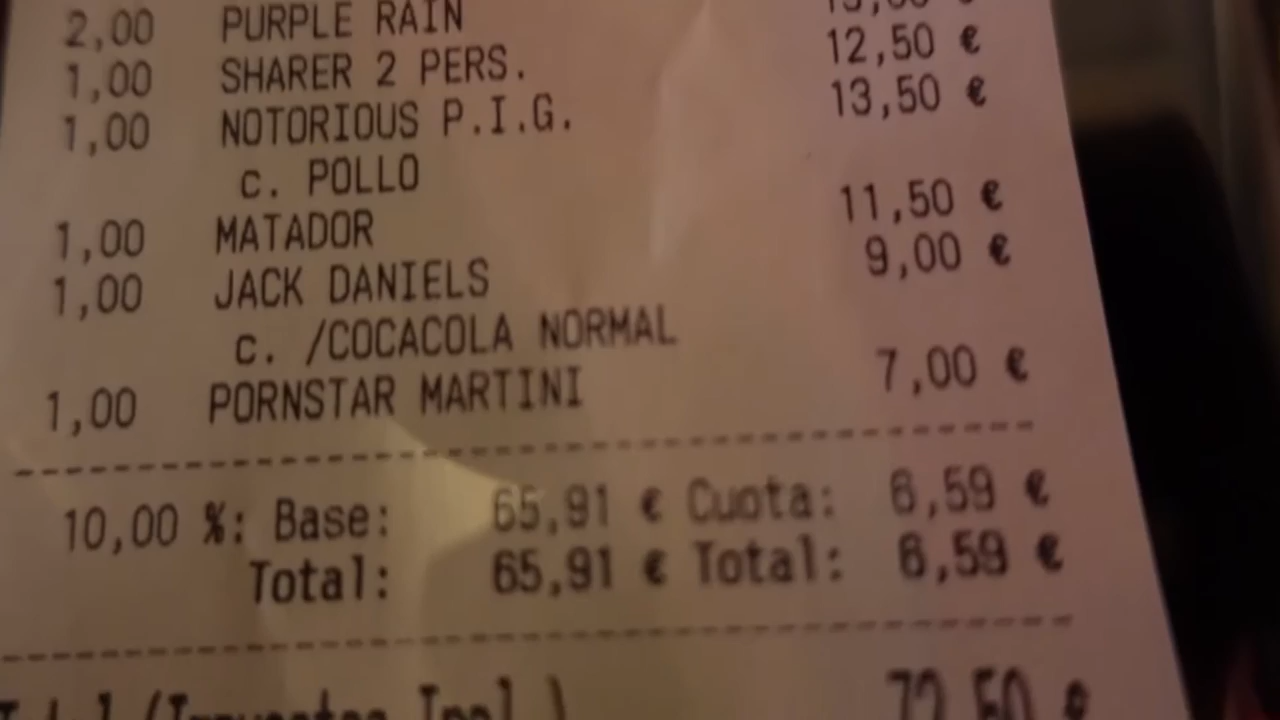 2,00 PURPLE RAIN
1,00 SHARER 2 PERS. 12,50 €
1,00 NOTORIOUS P.I.G. 13,50 €
c. POLLO
1,00 MATADOR 11,50 €
1,00 JACK DANIELS 9,00 €
c. /COCACOLA NORMAL
1,00 PORNSTAR MARTINI 7,00 €
10,00 %: Base: 65,91 € Cuota: 6,59 €
Total: 65,91 € Total: 6,59 €
72,50 €